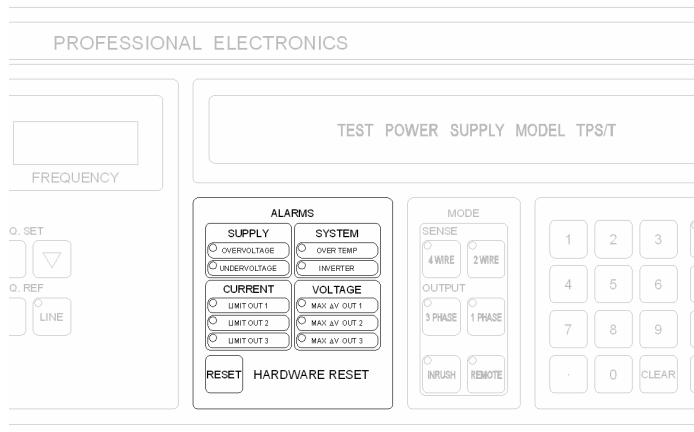 PROFESSIONAL ELECTRONICS
TEST POWER SUPPLY MODEL TPS/T
FREQUENCY
Q. SET
Q. REF
LINE
ALARMS
SUPPLY
OVERVOLTAGE
UNDERVOLTAGE
SYSTEM
OVER TEMP
INVERTER
CURRENT
LIMIT OUT 1
LIMIT OUT 2
LIMIT OUT 3
VOLTAGE
MAX ΔV OUT 1
MAX ΔV OUT 2
MAX ΔV OUT 3
RESET HARDWARE RESET
MODE
SENSE
4 WIRE 2 WIRE
OUTPUT
3 PHASE 1 PHASE
INRUSH REMOTE
1 2 3
4 5 6
7 8 9
. 0 CLEAR